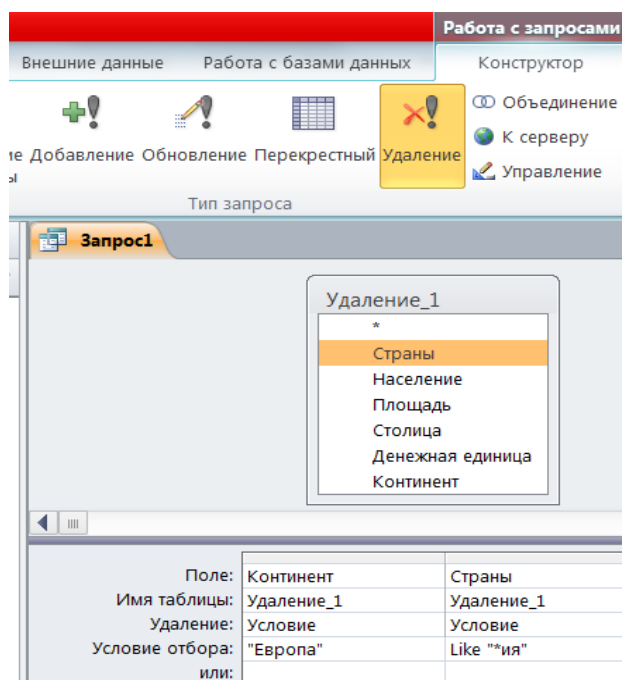 Работа с запросами
Внешние данные Работа с базами данных Конструктор
Объединение
К серверу
Добавление Обновление Перекрестный Удаление
Управление
Тип запроса
Запрос1
Удаление_1
*
Страны
Население
Площадь
Столица
Денежная единица
Континент
Поле: Континент Страны
Имя таблицы: Удаление_1 Удаление_1
Удаление: Условие Условие
Условие отбора: "Европа" Like "*ия"
или: